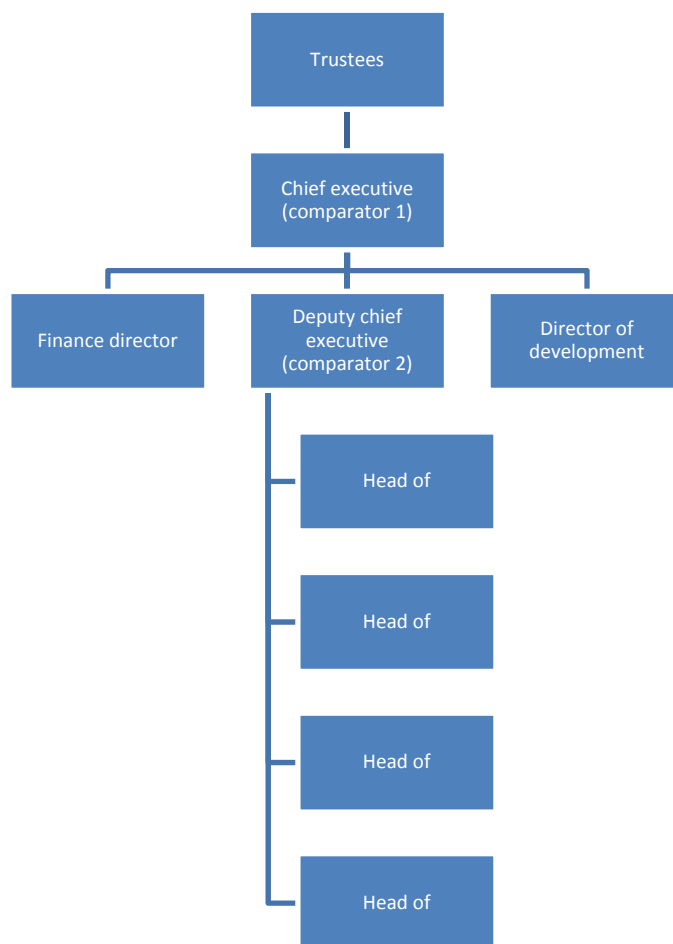 Trustees
Chief executive
(comparator 1)
Finance director
Deputy chief
executive
(comparator 2)
Director of
development
Head of
Head of
Head of
Head of